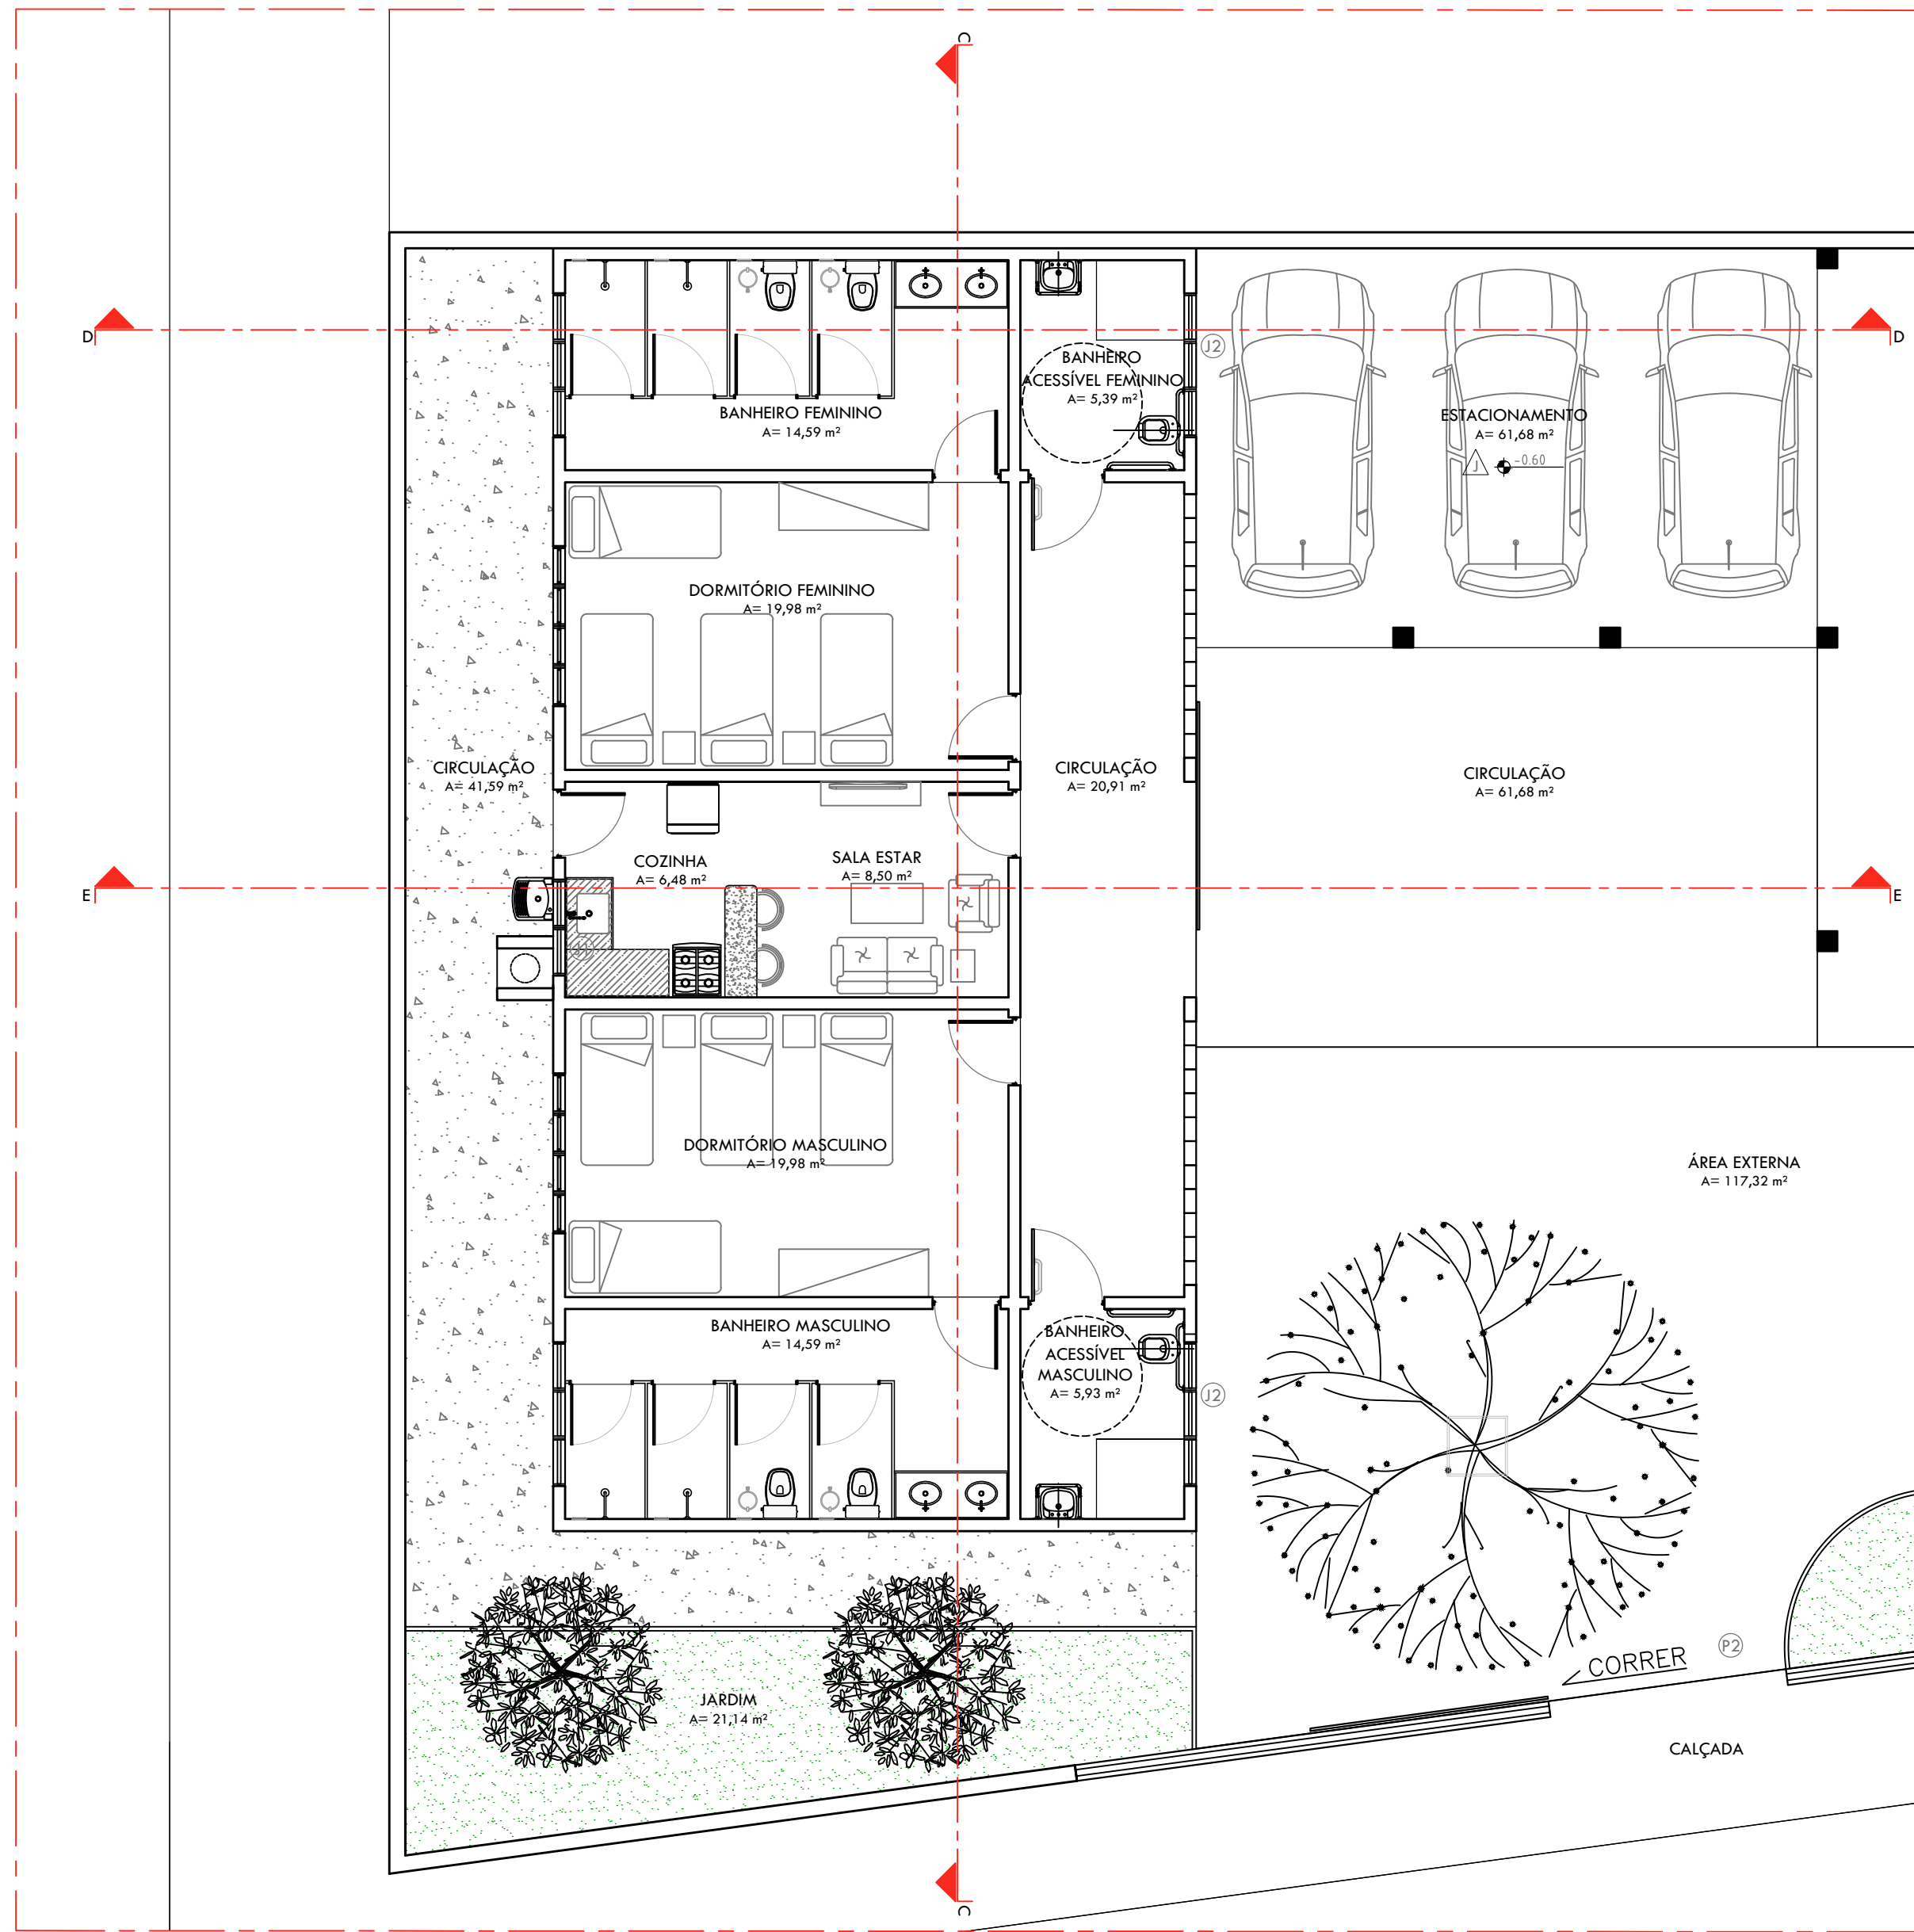 C
D
D
J2
BANHEIRO
ACESSÍVEL FEMININO
A= 5,39 m²
BANHEIRO FEMININO
A= 14,59 m²
ESTACIONAMENTO
A= 61,68 m²
J
-0.60
DORMITÓRIO FEMININO
A= 19,98 m²
CIRCULAÇÃO
A= 41,59 m²
CIRCULAÇÃO
A= 20,91 m²
CIRCULAÇÃO
A= 61,68 m²
COZINHA
A= 6,48 m²
SALA ESTAR
A= 8,50 m²
E
E
DORMITÓRIO MASCULINO
A= 19,98 m²
ÁREA EXTERNA
A= 117,32 m²
BANHEIRO MASCULINO
A= 14,59 m²
BANHEIRO
ACESSÍVEL
MASCULINO
A= 5,93 m²
J2
P2
CORRER
JARDIM
A= 21,14 m²
CALÇADA
C